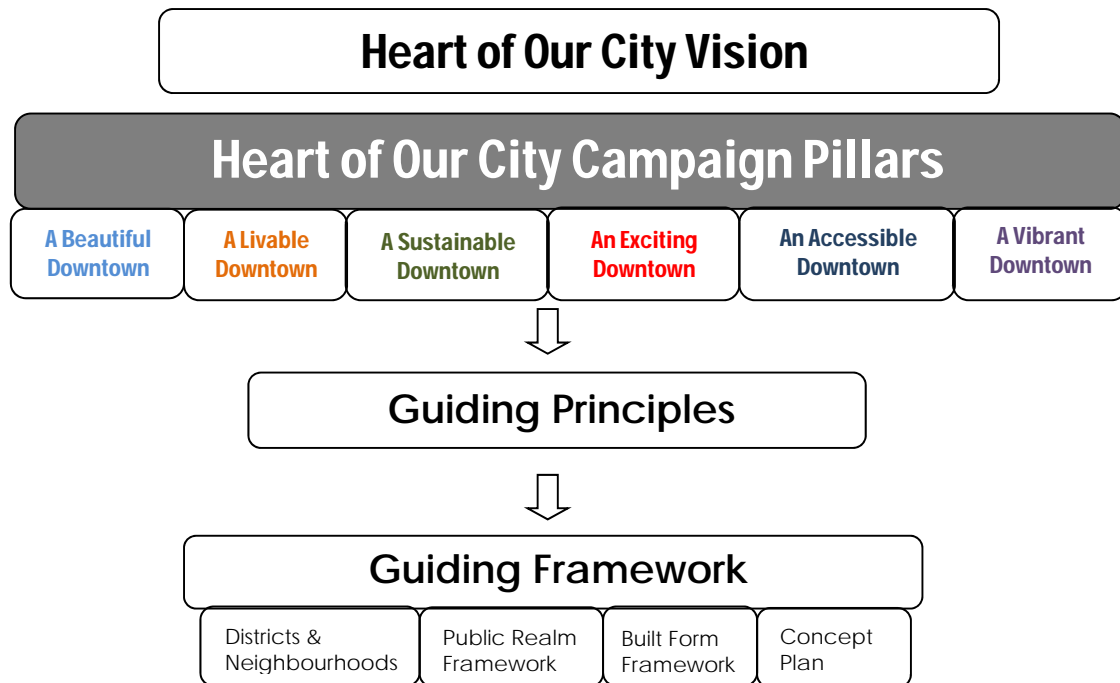 Heart of Our City Vision
Heart of Our City Campaign Pillars
A Beautiful
Downtown
A Livable
Downtown
A Sustainable
Downtown
An Exciting
Downtown
An Accessible
Downtown
A Vibrant
Downtown
Guiding Principles
Guiding Framework
Districts &
Neighbourhoods
Public Realm
Framework
Built Form
Framework
Concept
Plan